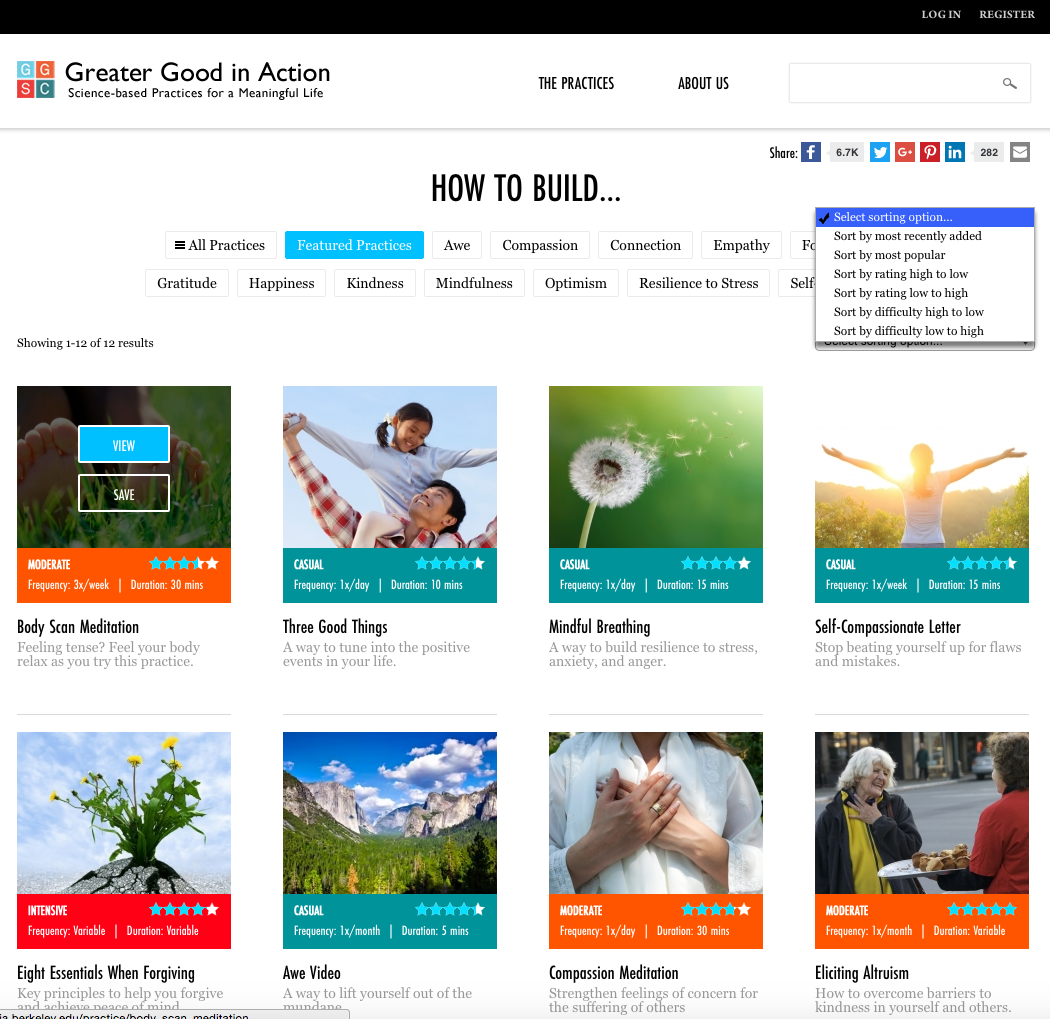 LOG IN REGISTER
GG
SC
Greater Good in Action
Science-based Practices for a Meaningful Life
THE PRACTICES ABOUT US
Share: 6.7K 282
HOW TO BUILD...
All Practices Featured Practices Awe Compassion Connection Empathy
Gratitude Happiness Kindness Mindfulness Optimism Resilience to Stress
Select sorting option...
Sort by most recently added
Sort by most popular
Sort by rating high to low
Sort by rating low to high
Sort by difficulty high to low
Sort by difficulty low to high
Select sorting option...
Showing 1-12 of 12 results
VIEW
SAVE
MODERATE
Frequency: 3x/week | Duration: 30 mins
Body Scan Meditation
Feeling tense? Feel your body
relax as you try this practice.
CASUAL
Frequency: 1x/day | Duration: 10 mins
Three Good Things
A way to tune into the positive
events in your life.
CASUAL
Frequency: 1x/day | Duration: 15 mins
Mindful Breathing
A way to build resilience to stress,
anxiety, and anger.
CASUAL
Frequency: 1x/week | Duration: 15 mins
Self-Compassionate Letter
Stop beating yourself up for flaws
and mistakes.
INTENSIVE
Frequency: Variable | Duration: Variable
Eight Essentials When Forgiving
Key principles to help you forgive
and achieve peace of mind.
CASUAL
Frequency: 1x/month | Duration: 5 mins
Awe Video
A way to lift yourself out of the
mundane.
MODERATE
Frequency: 1x/day | Duration: 30 mins
Compassion Meditation
Strengthen feelings of concern for
the suffering of others
MODERATE
Frequency: 1x/month | Duration: Variable
Eliciting Altruism
How to overcome barriers to
kindness in yourself and others.
ia.berkeley.edu/practice/body_scan_meditation